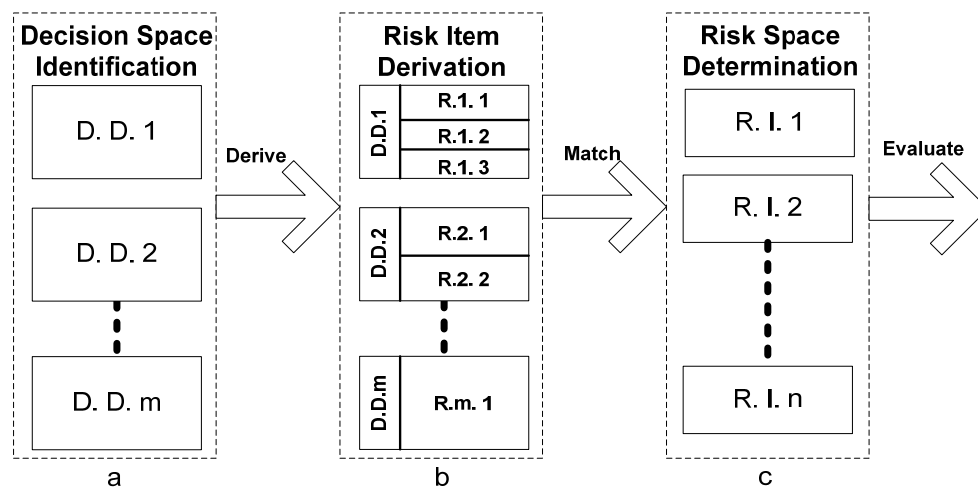 Decision Space
Identification
D. D. 1
D. D. 2
D. D. m
a
Derive
Risk Item
Derivation
D.D.1
R.1. 1
R.1. 2
R.1. 3
D.D.2
R.2. 1
R.2. 2
D.D.m
R.m. 1
b
Match
Risk Space
Determination
R. I. 1
R. I. 2
R. I. n
c
Evaluate